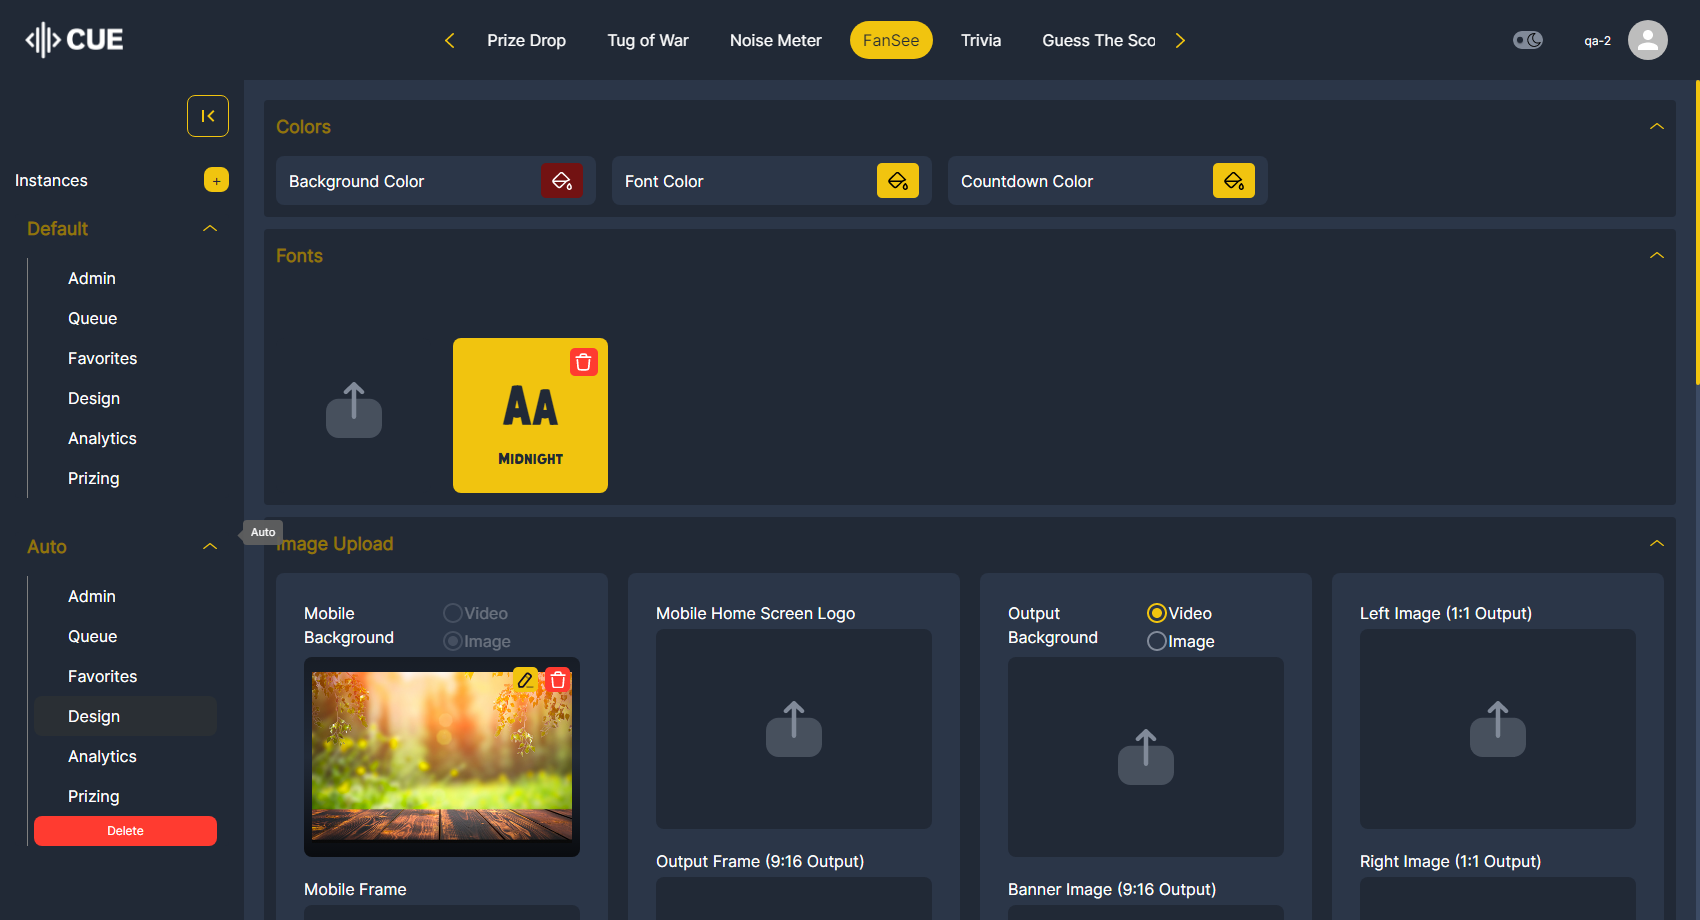 CUE
Prize Drop
Tug of War
Noise Meter
FanSee
Trivia
Guess The Sco
qa-2
Instances
+
Default
Admin
Queue
Favorites
Design
Analytics
Prizing
Auto
Admin
Queue
Favorites
Design
Analytics
Prizing
Delete
Auto
Colors
Background Color
Font Color
Countdown Color
Fonts
AA
MIDNIGHT
Image Upload
Mobile
Background
Video
Image
Mobile Frame
Mobile Home Screen Logo
Output Frame (9:16 Output)
Output
Background
Video
Image
Banner Image (9:16 Output)
Left Image (1:1 Output)
Right Image (1:1 Output)